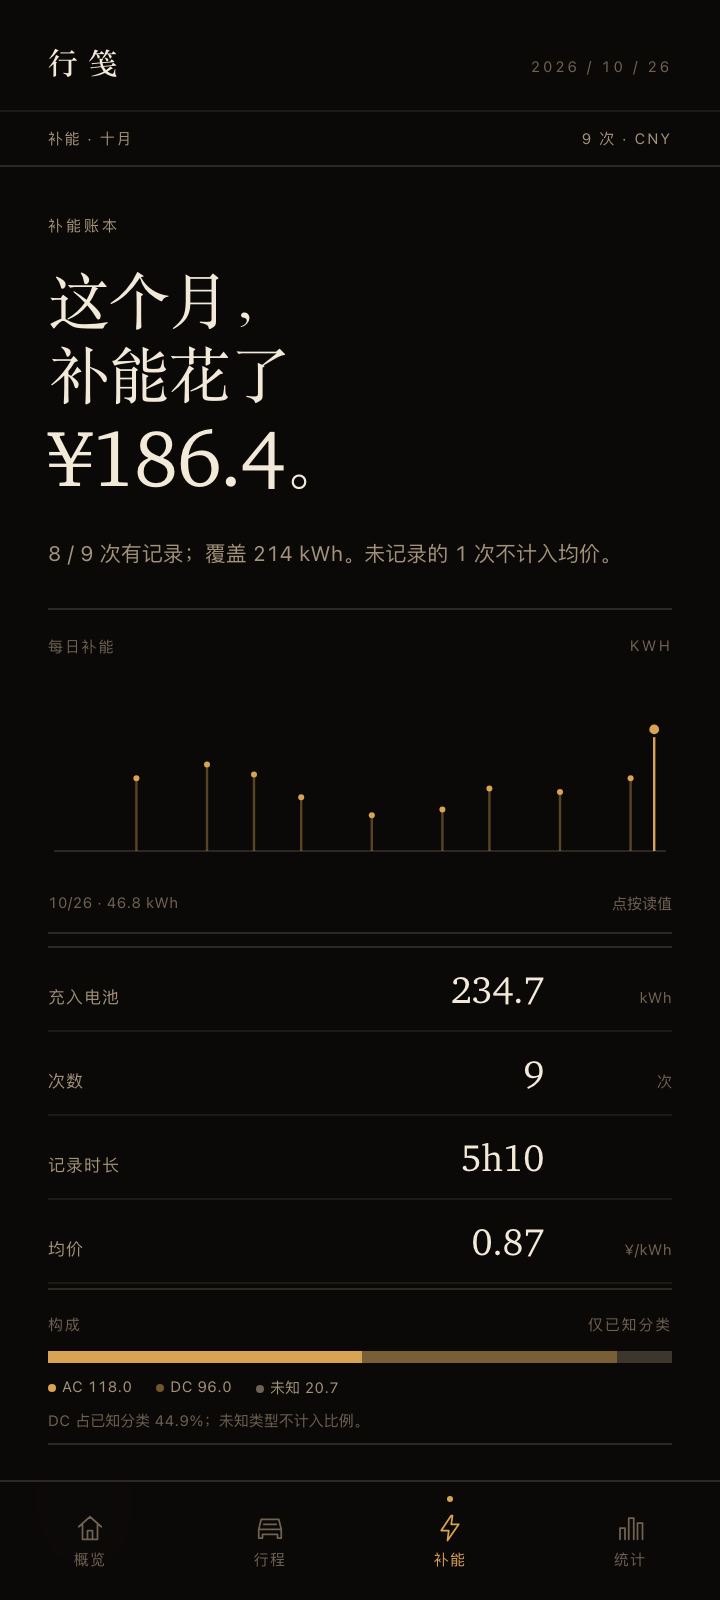 行笺
2026 / 10 / 26
补能 · 十月
9 次 · CNY
补能账本
这个月，
补能花了
¥186.4。
8 / 9 次有记录；覆盖 214 kWh。未记录的 1 次不计入均价。
每日补能
KWH
10/26 · 46.8 kWh
点按读值
充入电池 234.7 kWh
次数 9 次
记录时长 5h10
均价 0.87 ¥/kWh
构成
仅已知分类
AC 118.0 DC 96.0 未知 20.7
DC 占已知分类 44.9%；未知类型不计入比例。
概览 行程 补能 统计